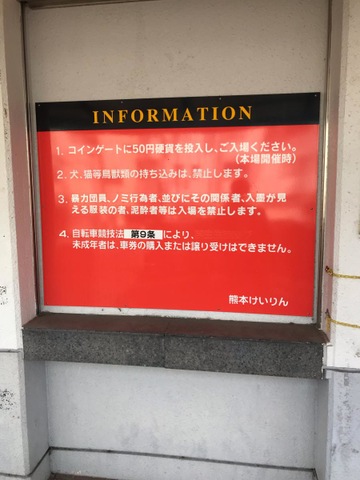 INFORMATION
1. コインゲートに50円硬貨を投入し、ご入場ください。
(本場開催時)
2. 犬、猫等鳥獣類の持ち込みは、禁止します。
3. 暴力団員、ノミ行為者、並びにその関係者、入墨が見
える服装の者、泥酔者等は入場を禁止します。
4. 自転車競技法 第9条 により、
未成年者は、車券の購入または譲り受けはできません。
熊本けいりん